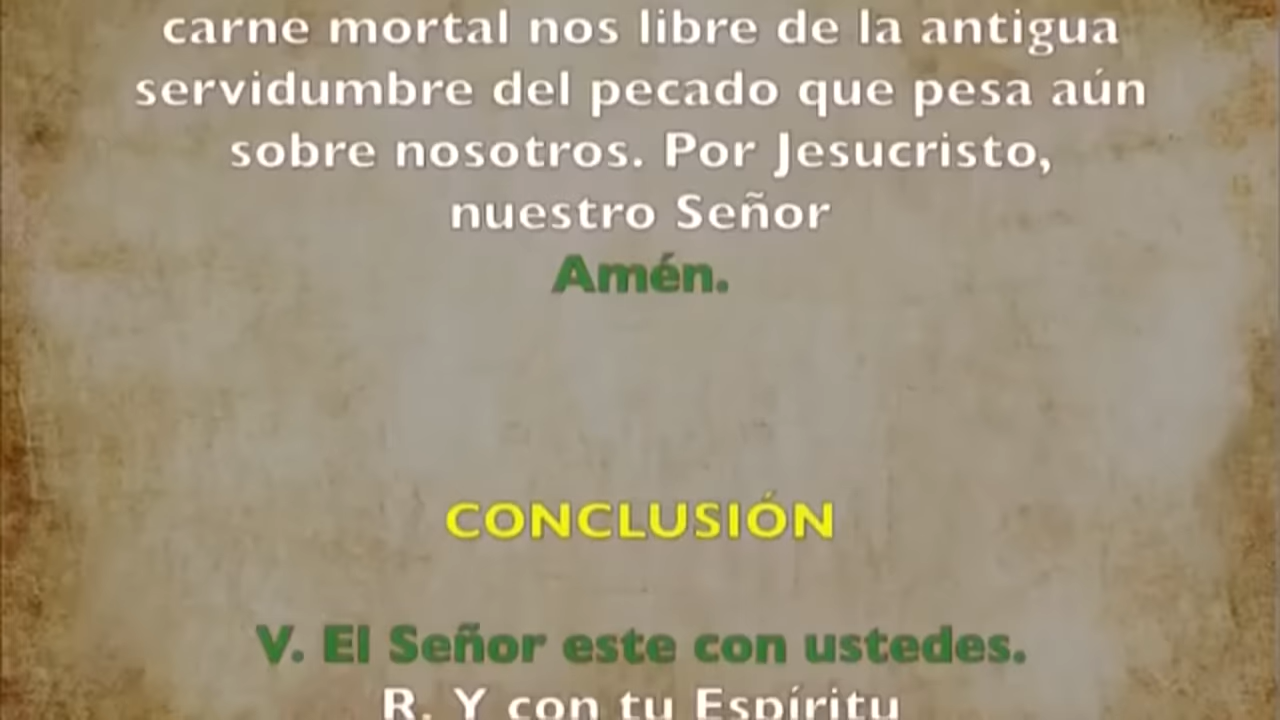 carne mortal nos libre de la antigua
servidumbre del pecado que pesa aún
sobre nosotros. Por Jesucristo,
nuestro Señor
Amén.
CONCLUSIÓN
V. El Señor este con ustedes.
R. Y con tu Espíritu